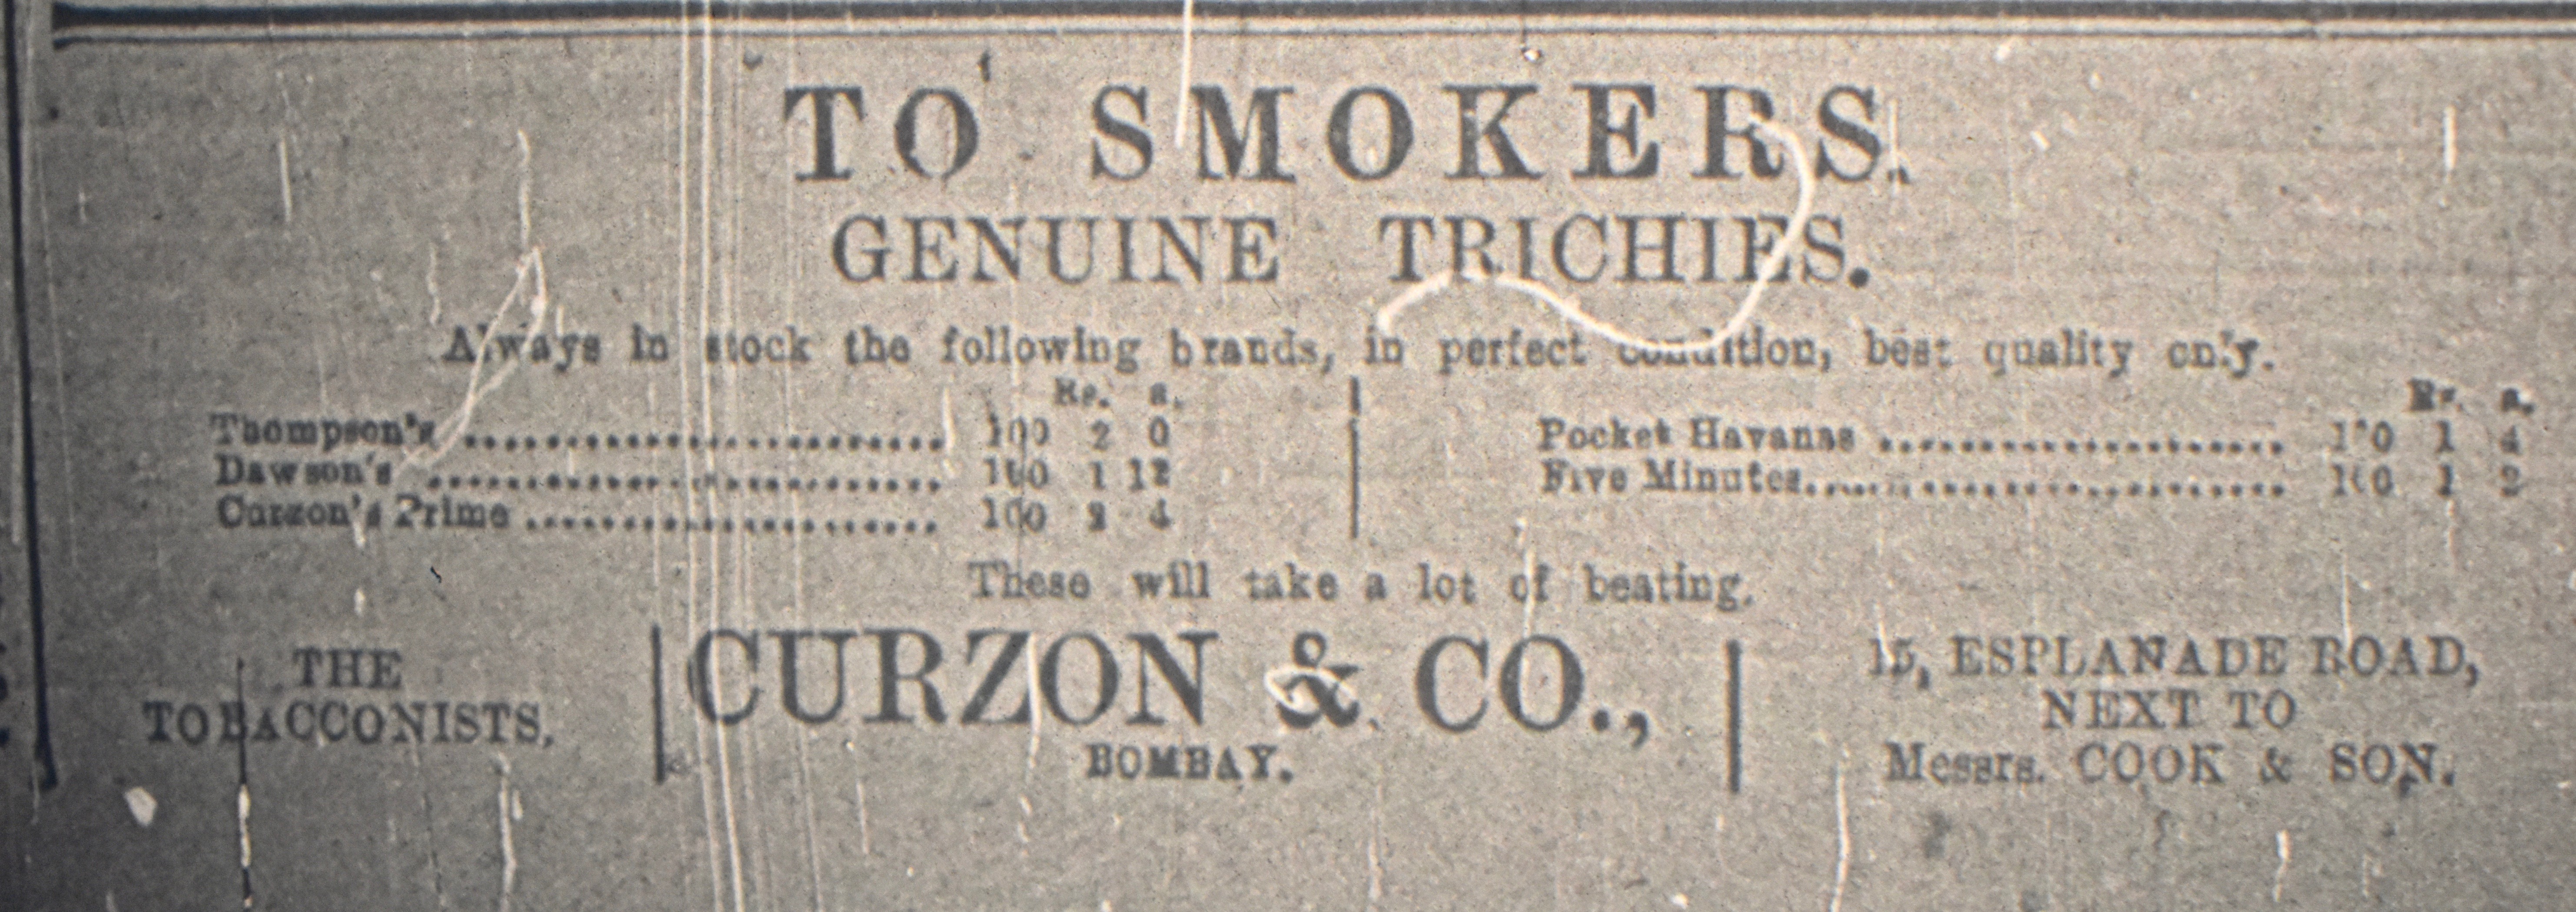 TO SMOKERS.
GENUINE TRICHIES.
Always in stock the following brands, in perfect condition, best quality only.
Rs. a.
Thompson's ........................ 100 2 0
Dawson's ........................... 100 1 12
Curzon's Prime ..................... 100 2 4
Rs. a.
Pocket Havanas ..................... 100 1 4
Five Minutes........................ 100 1 2
These will take a lot of beating.
THE
TOBACCONISTS,
CURZON & CO.,
BOMBAY.
15, ESPLANADE ROAD,
NEXT TO
Messrs. COOK & SON.